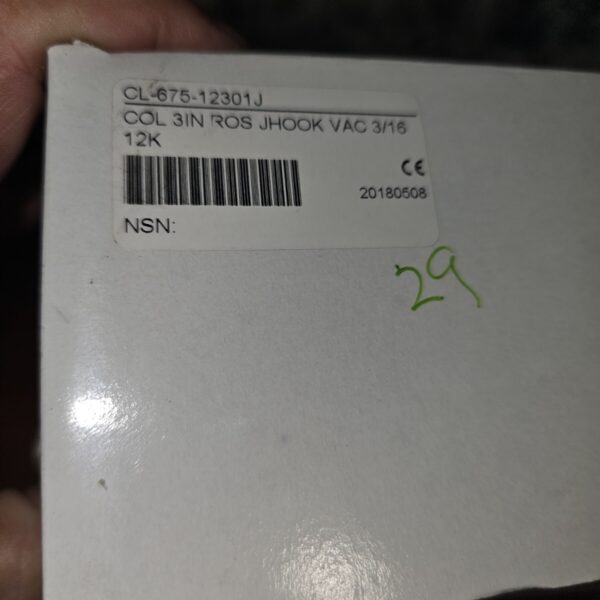 CL-675-12301J
COL 3IN ROS JHOOK VAC 3/16
12K
CE
20180508
NSN:
29